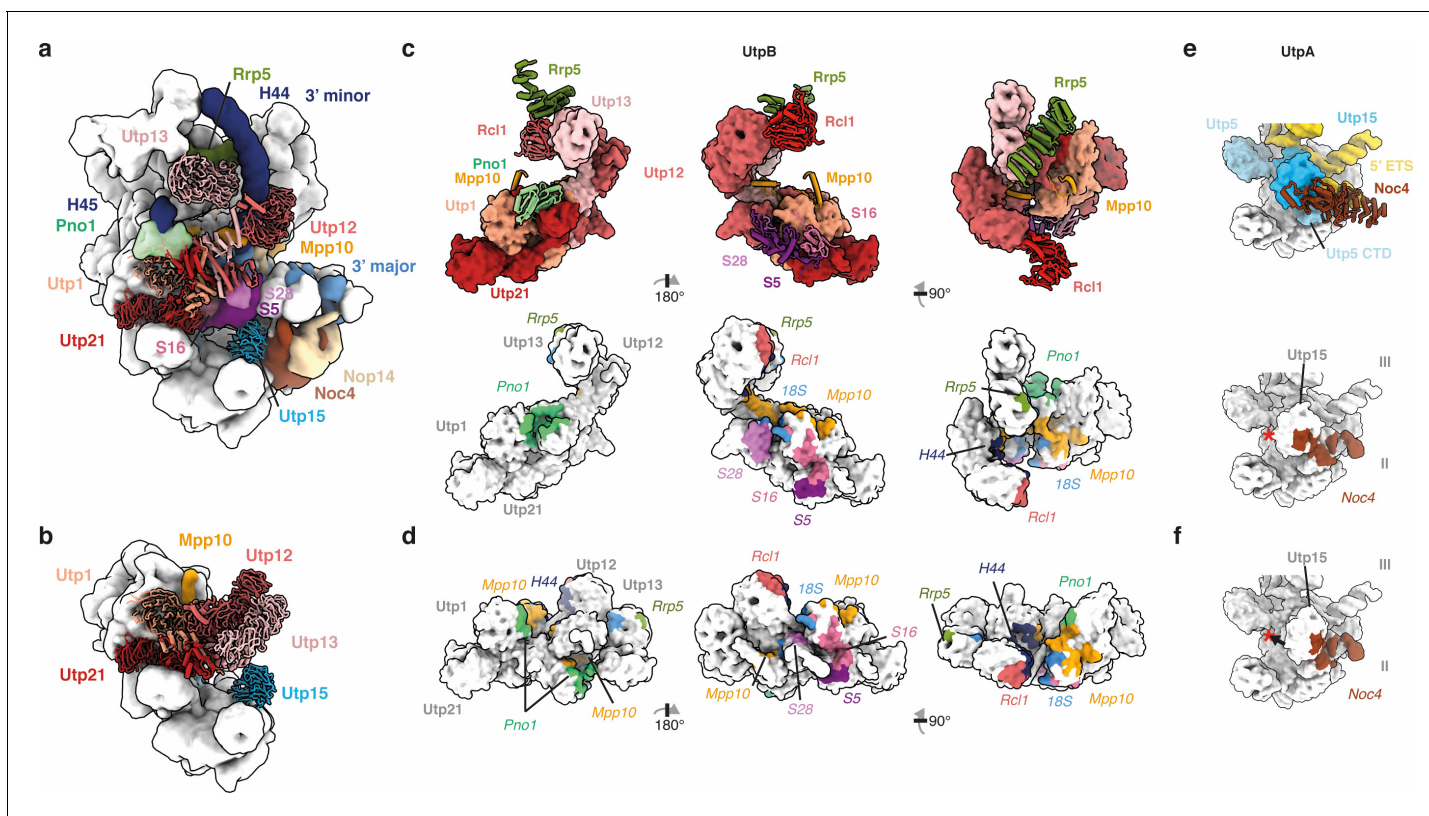 a
Rrp5
H44
3’ minor
Utp13
H45
Pno1
Utp12
Mpp10
3’ major
Utp1
S28
S5
Utp21
S16
Nop14
Noc4
Utp15
b
Mpp10
Utp12
Utp1
Utp13
Utp21
Utp15
c
UtpB
Rrp5
Utp13
Rcl1
Pno1
Mpp10
Utp12
Utp1
Utp21
180°
Rrp5
Rcl1
Mpp10
S16
S28
S5
90°
Rrp5
Mpp10
Rcl1
Rrp5
Utp13
Utp12
Pno1
Utp1
Utp21
Rrp5
Rcl1
18S
Mpp10
S28
S16
S5
Pno1
Rrp5
H44
18S
Mpp10
Rcl1
d
Mpp10
H44
Utp12
Utp13
Utp1
Rrp5
Utp21
Pno1
Mpp10
180°
Rcl1
18S
Mpp10
S16
Mpp10
S28
S5
90°
H44
Pno1
Rrp5
Rcl1
18S
Mpp10
e
UtpA
Utp15
Utp5
5’ ETS
Noc4
Utp5 CTD
Utp15
III
*
II
Noc4
f
Utp15
III
*
II
Noc4